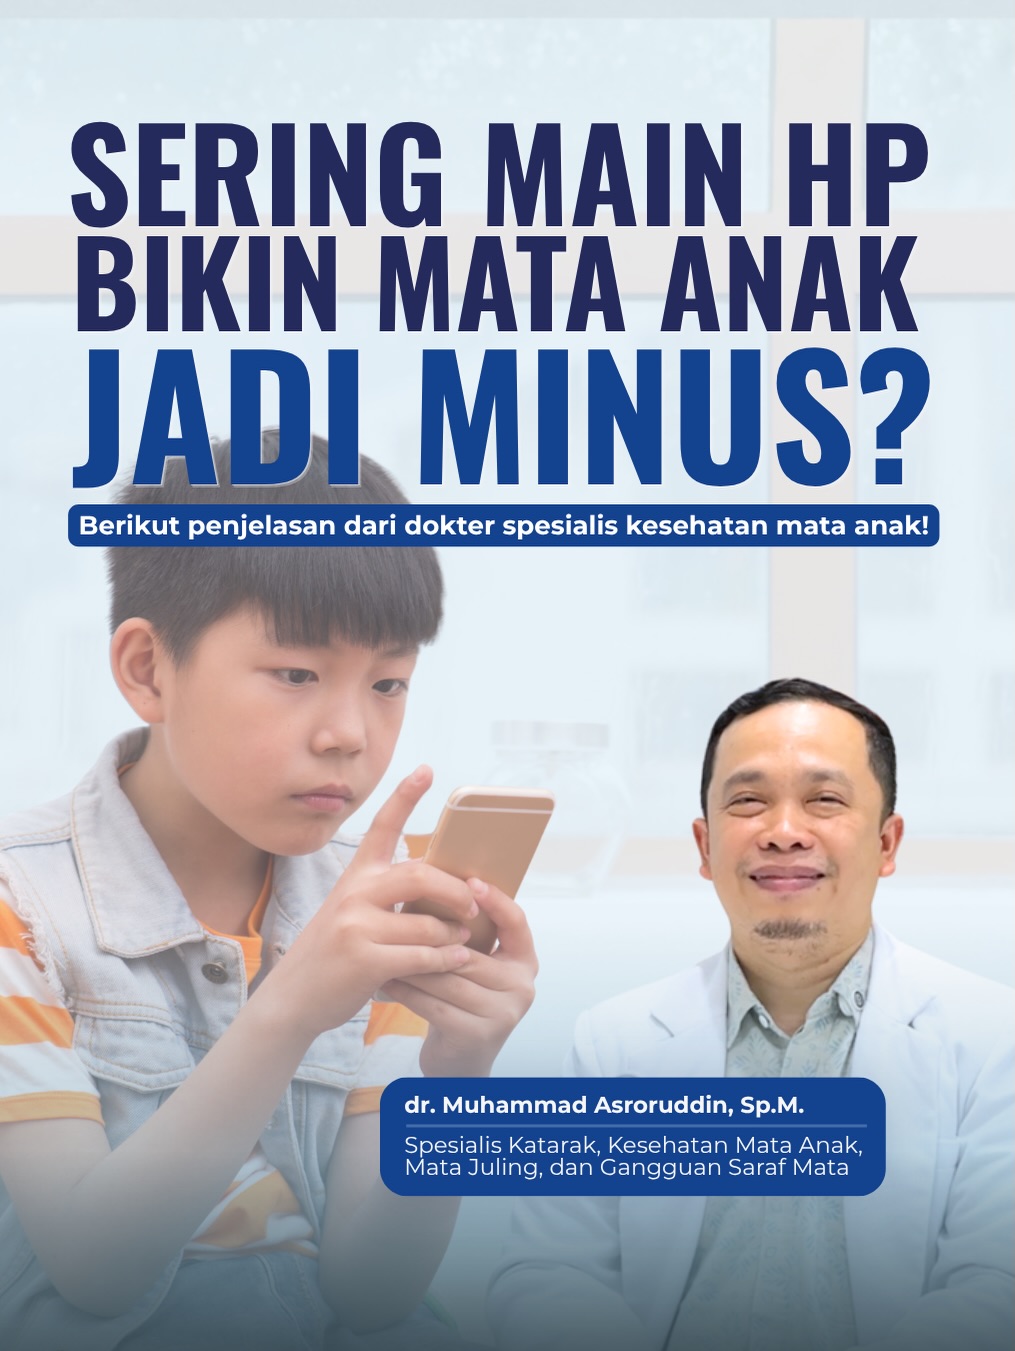 SERING MAIN HP
BIKIN MATA ANAK
JADI MINUS?
Berikut penjelasan dari dokter spesialis kesehatan mata anak!
dr. Muhammad Asroruddin, Sp.M.
Spesialis Katarak, Kesehatan Mata Anak,
Mata Juling, dan Gangguan Saraf Mata